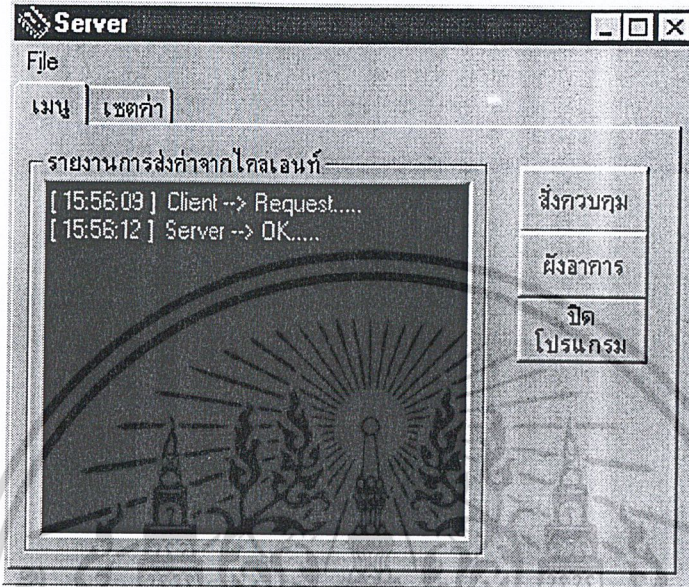 Server
File
เมนู เซตค่า
รายงานการส่งค่าจากไคลเอนท์
[ 15:56:09 ] Client --> Request.....
[ 15:56:12 ] Server --> OK.....
สั่งควบคุม
ผังอาคาร
ปิด
โปรแกรม